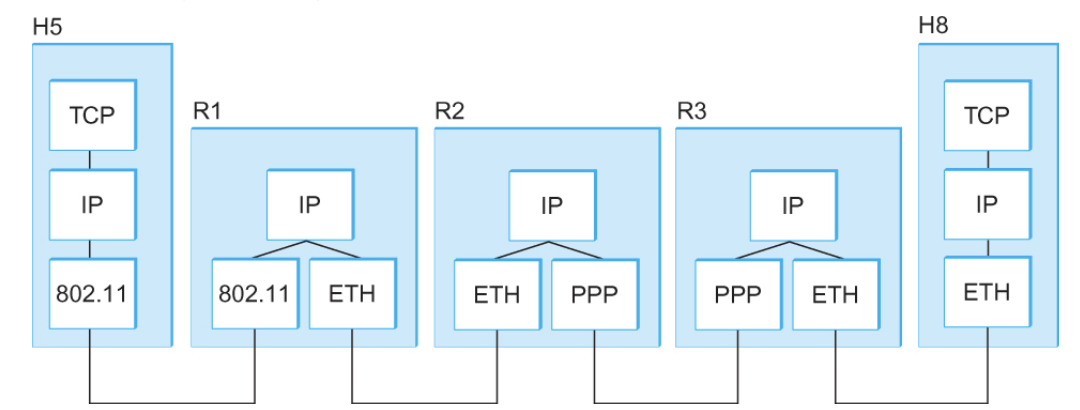 H5
H8
TCP
R1
R2
R3
TCP
IP
IP
IP
IP
IP
802.11
802.11
ETH
ETH
PPP
PPP
ETH
ETH